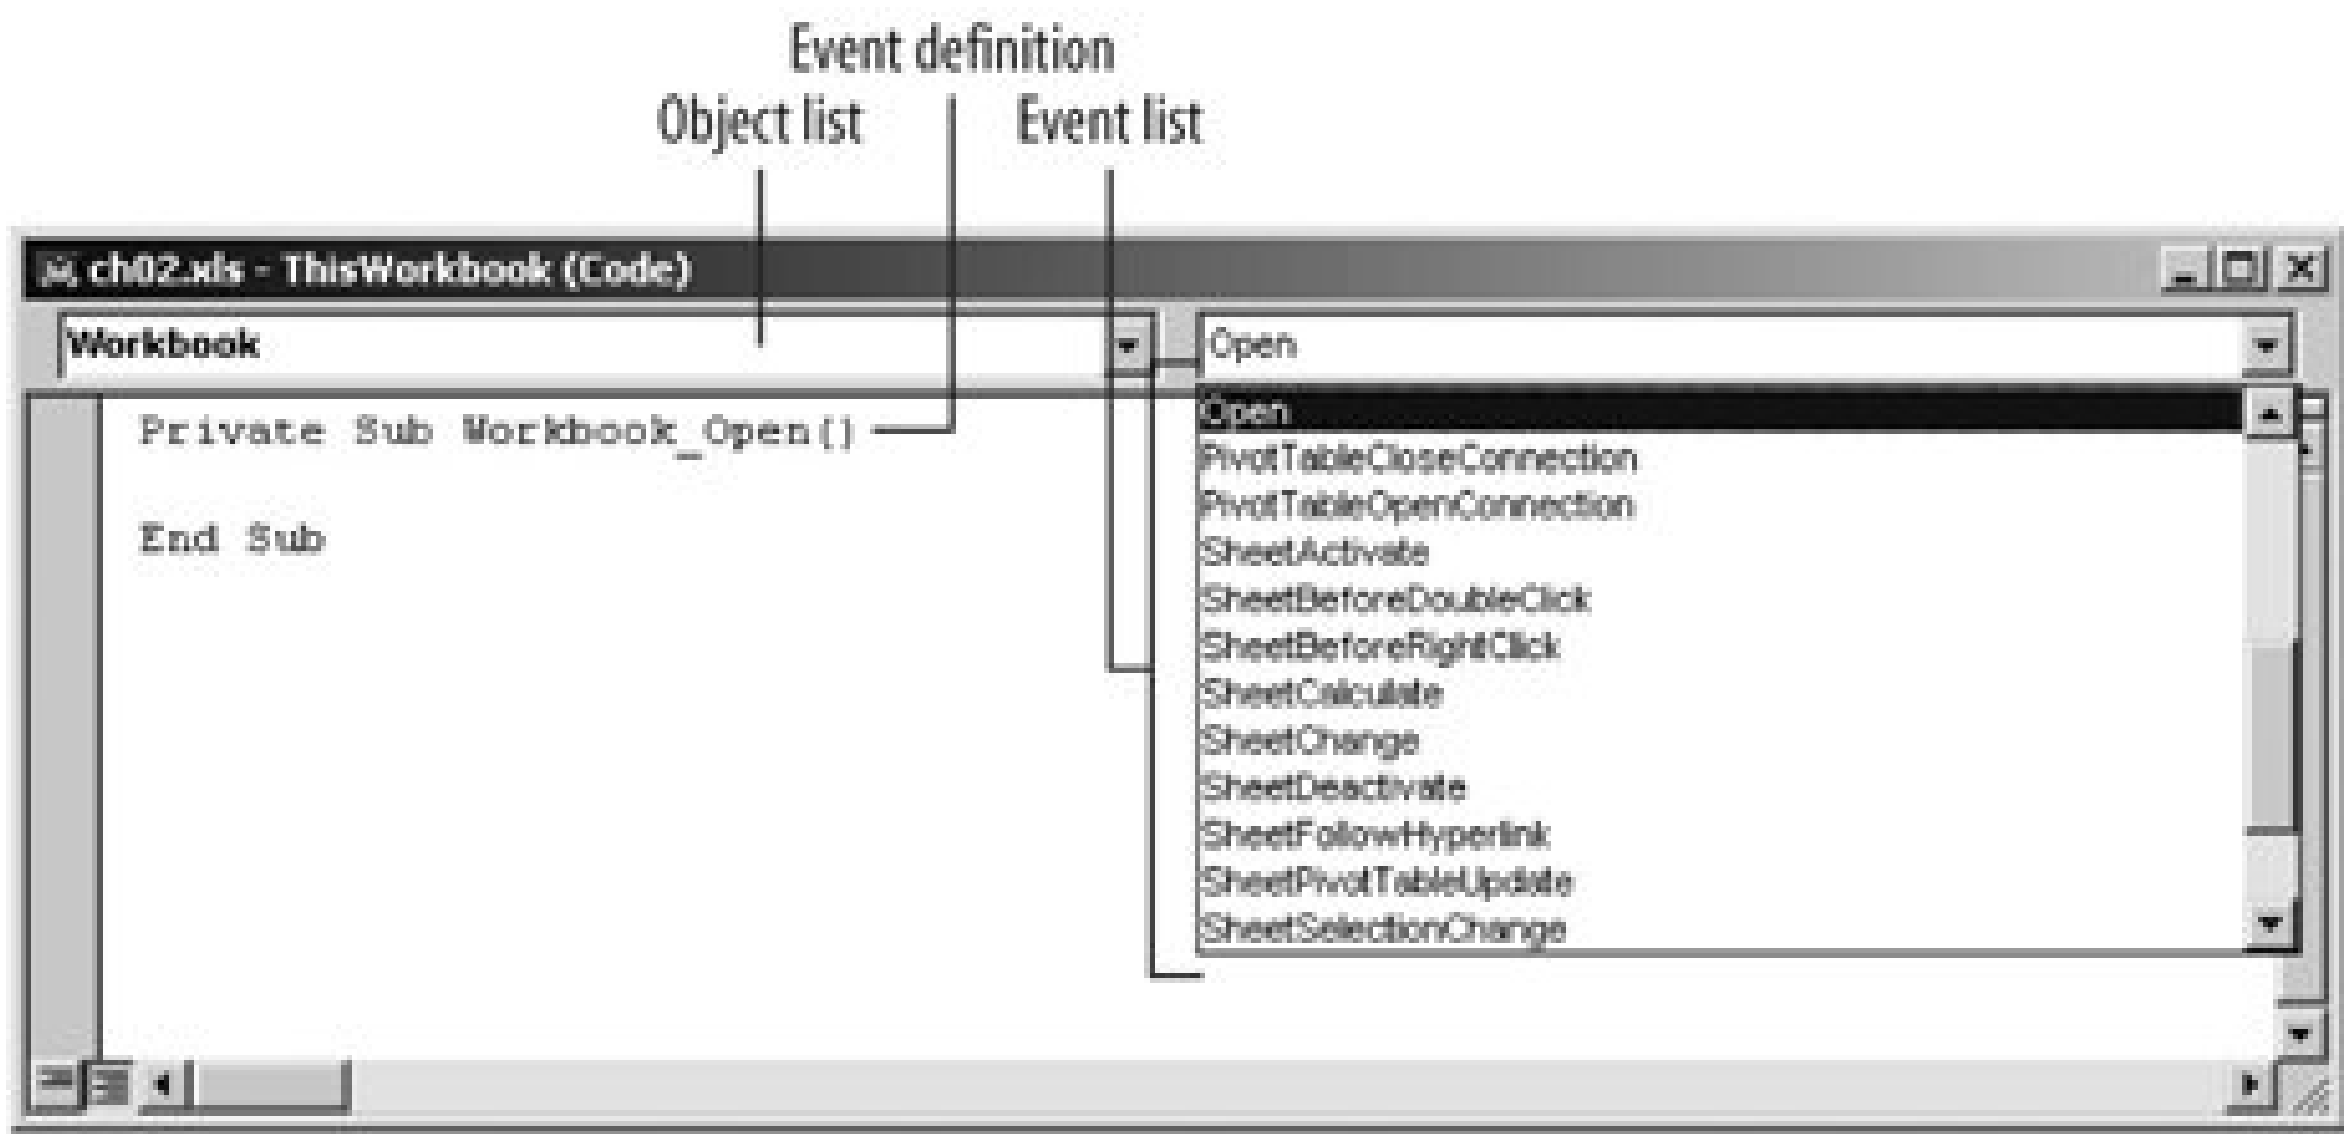 Event definition
Object list
Event list
ch02.xls - ThisWorkbook (Code)
Workbook
Open
Private Sub Workbook_Open()
End Sub
Open
PivotTableCloseConnection
PivotTableOpenConnection
SheetActivate
SheetBeforeDoubleClick
SheetBeforeRightClick
SheetCalculate
SheetChange
SheetDeactivate
SheetFollowHyperlink
SheetPivotTableUpdate
SheetSelectionChange